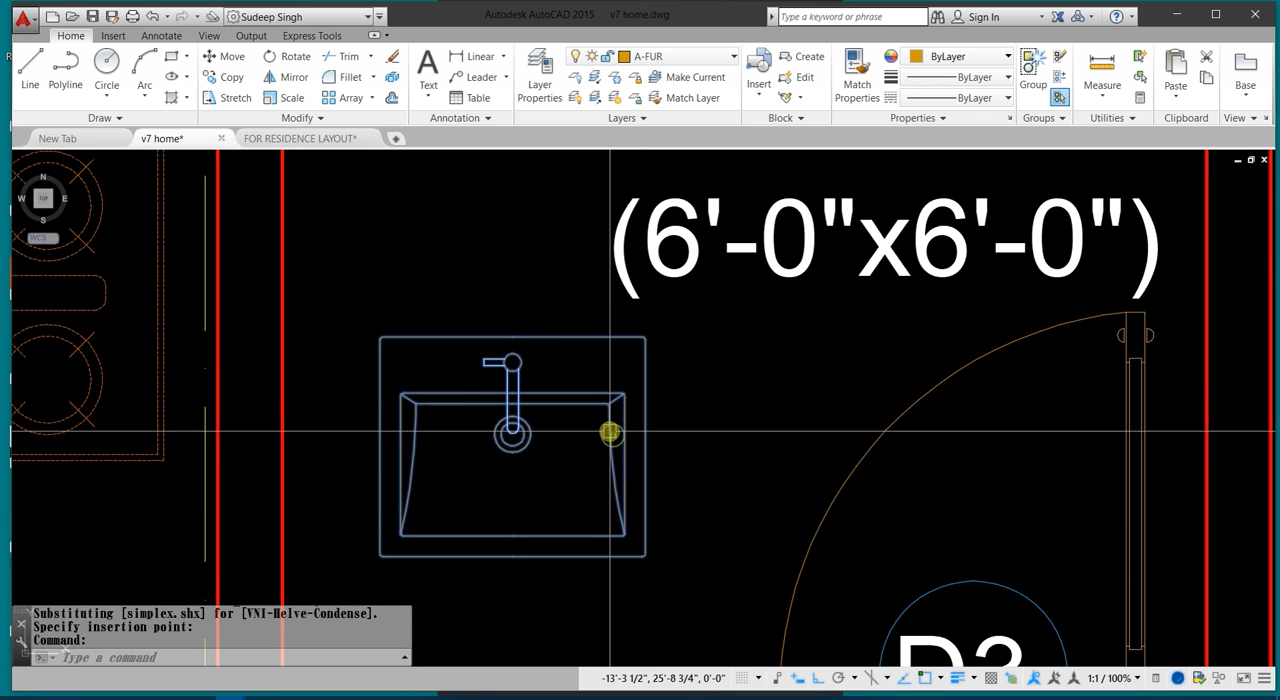 Sudeep Singh
Autodesk AutoCAD 2015 v7 home.dwg
Type a keyword or phrase
Sign In
Home Insert Annotate View Output Express Tools
Line Polyline Circle Arc
Move Rotate Trim
Copy Mirror Fillet
Stretch Scale Array
Text
Linear
Leader
Table
Layer Properties
A-FUR
Make Current
Match Layer
Insert
Create
Edit
Match Properties
ByLayer
ByLayer
ByLayer
Group
Measure
Paste
Base
Draw Modify Annotation Layers Block Properties Groups Utilities Clipboard View
New Tab v7 home* FOR RESIDENCE LAYOUT*
N
W TOP E
S
WCS
(6'-0"x6'-0")
D3
Substituting [simplex.shx] for [VNI-Helve-Condense].
Specify insertion point:
Command:
Type a command
-13'-3 1/2", 25'-8 3/4", 0'-0"
1:1 / 100%